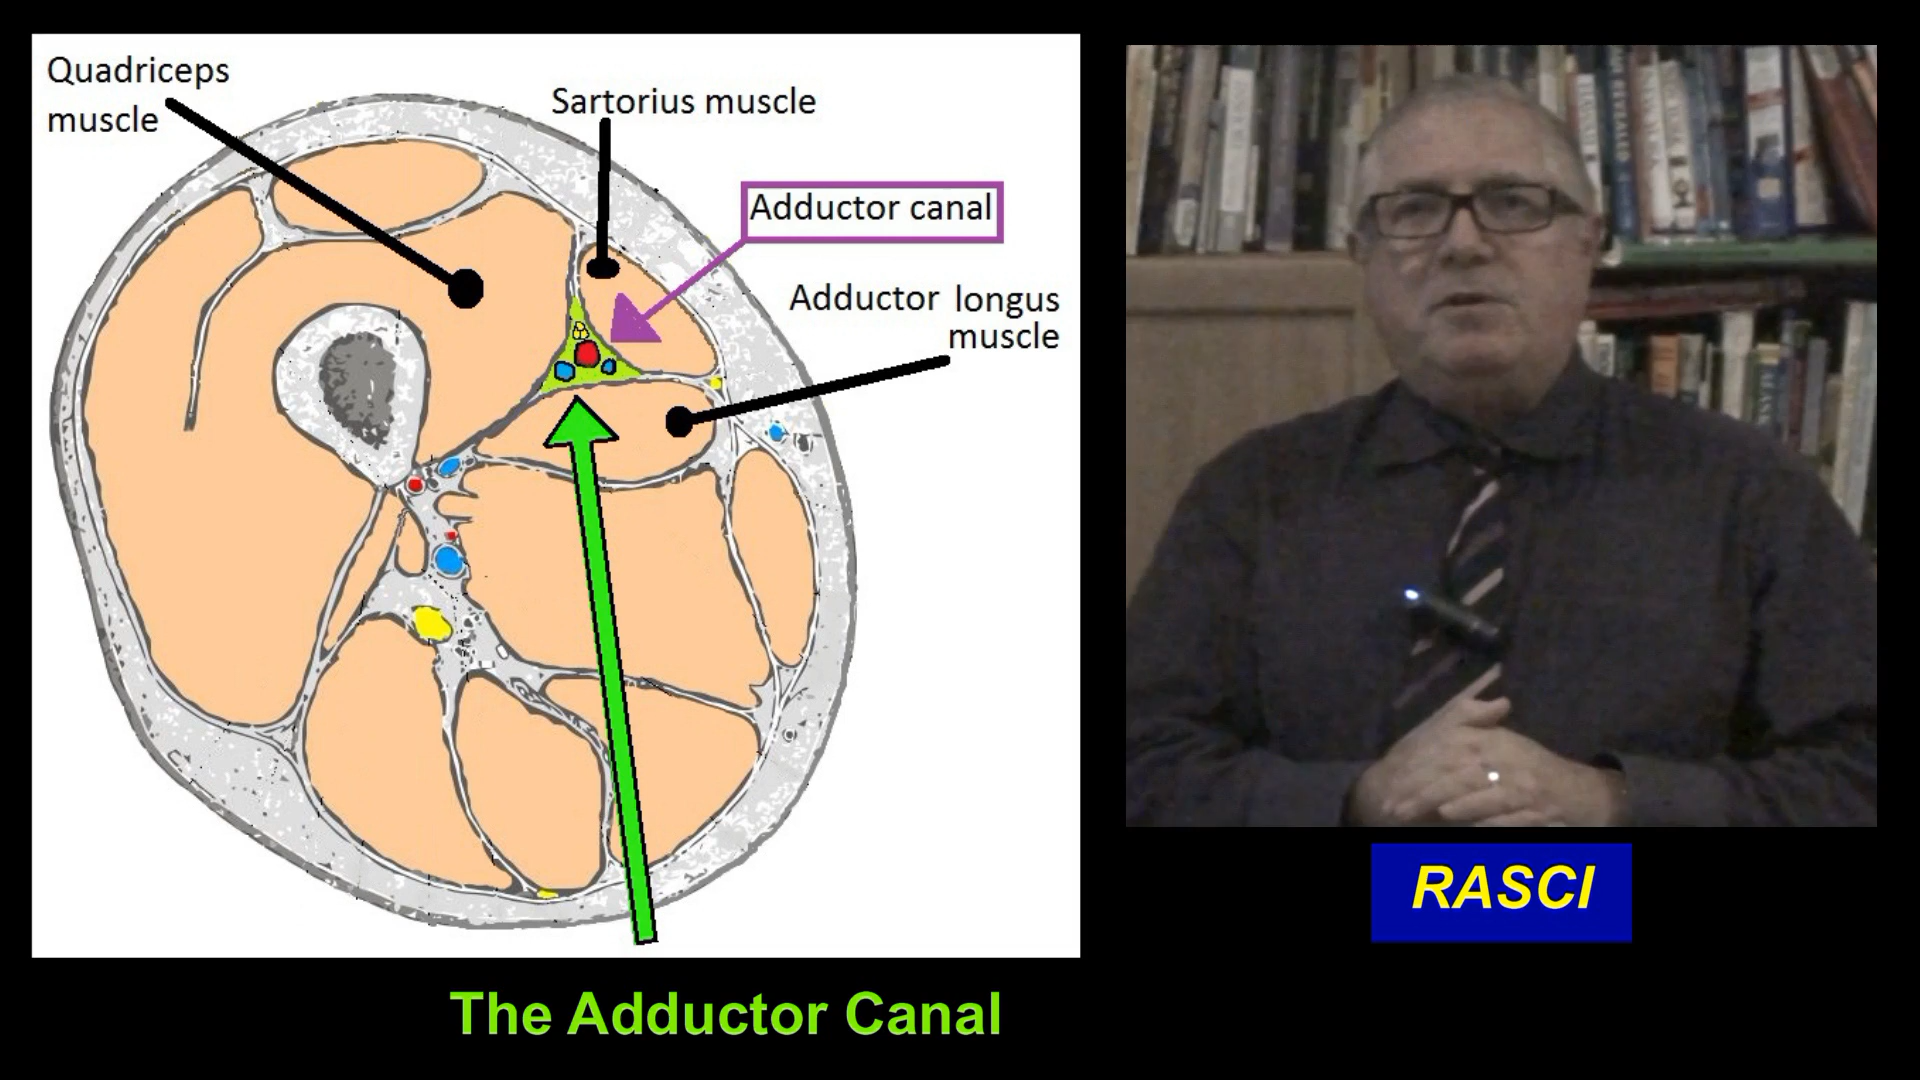 Quadriceps
muscle
Sartorius muscle
Adductor canal
Adductor longus
muscle
RASCI
The Adductor Canal